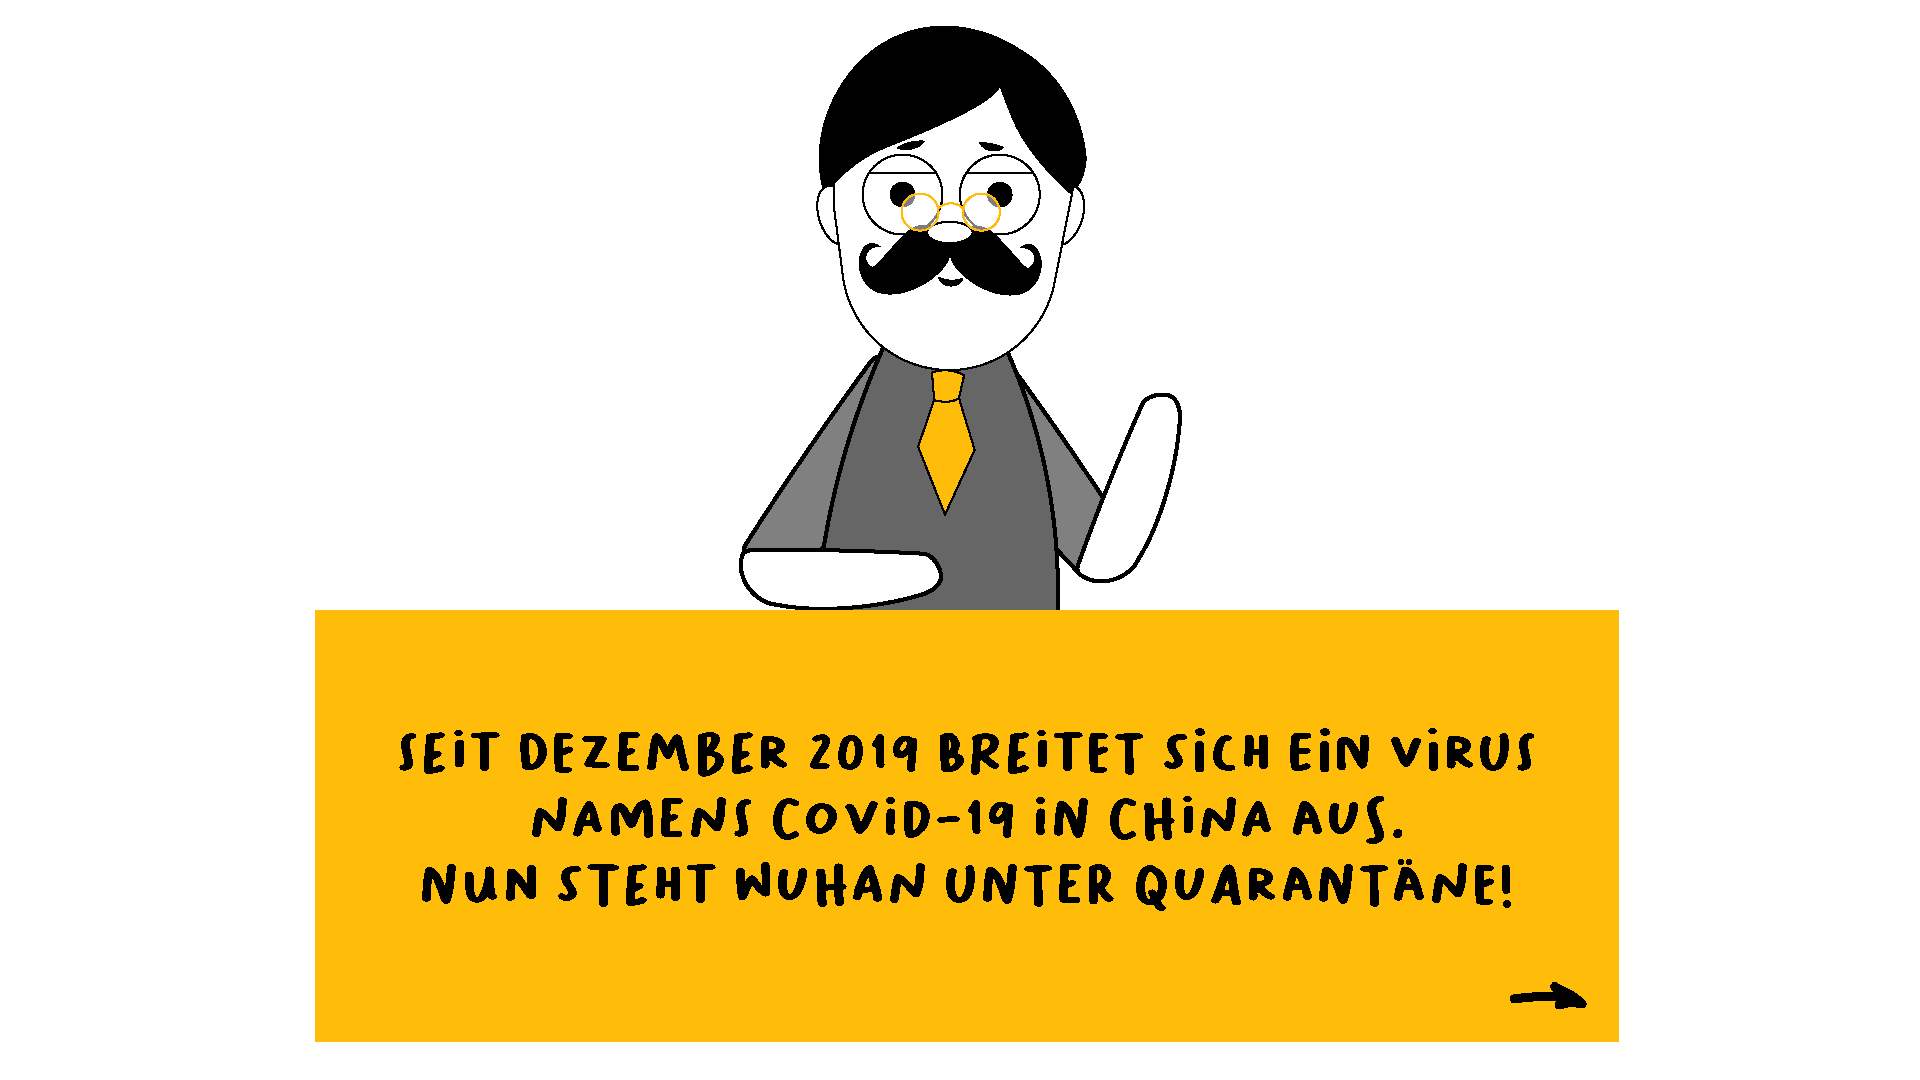 SEIT DEZEMBER 2019 BREITET SICH EIN VIRUS
NAMENS COVID-19 IN CHINA AUS.
NUN STEHT WUHAN UNTER QUARANTÄNE!